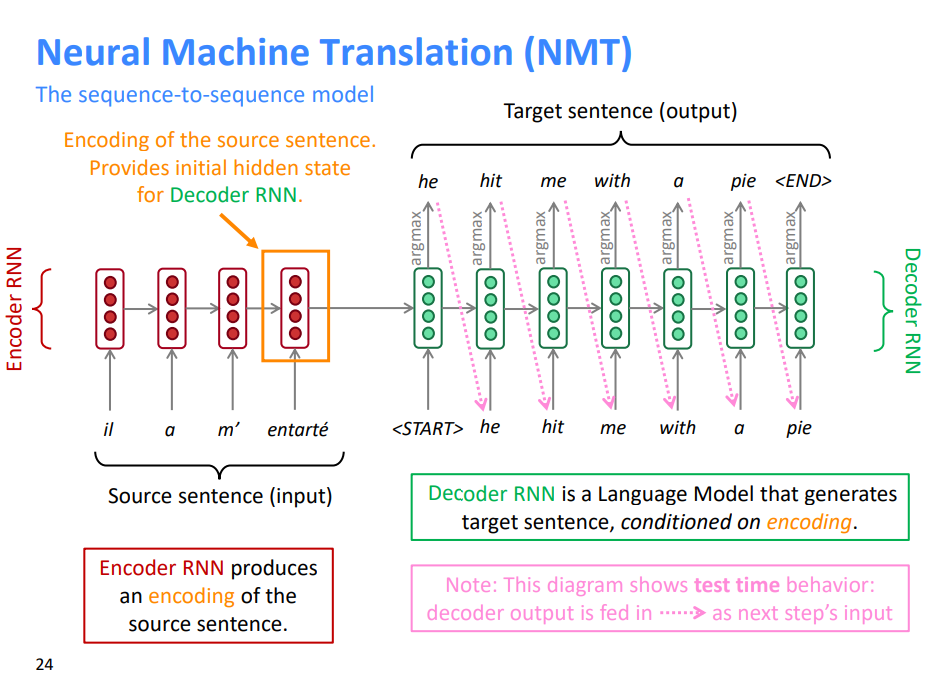 Neural Machine Translation (NMT)
The sequence-to-sequence model
Encoding of the source sentence.
Provides initial hidden state
for Decoder RNN.
Target sentence (output)
he hit me with a pie <END>
argmax argmax argmax argmax argmax argmax argmax
Encoder RNN
Decoder RNN
il a m’ entarté
<START> he hit me with a pie
Source sentence (input)
Encoder RNN produces
an encoding of the
source sentence.
Decoder RNN is a Language Model that generates
target sentence, conditioned on encoding.
Note: This diagram shows test time behavior:
decoder output is fed in as next step’s input
24